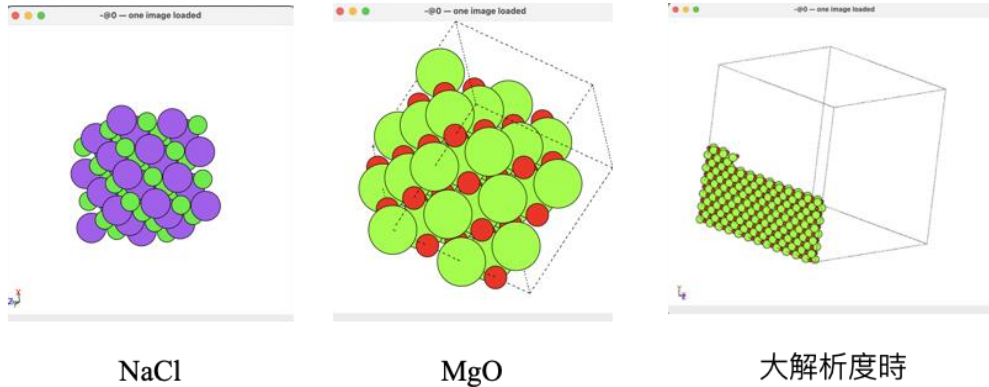 -@0 — one image loaded
-@0 — one image loaded
-@0 — one image loaded
NaCl
MgO
大解析度時